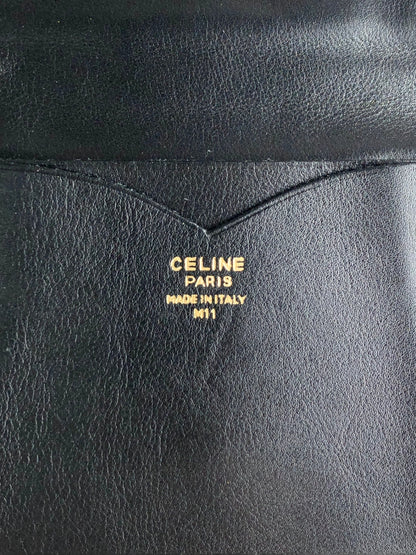 CELINE
PARIS
MADE IN ITALY
M11